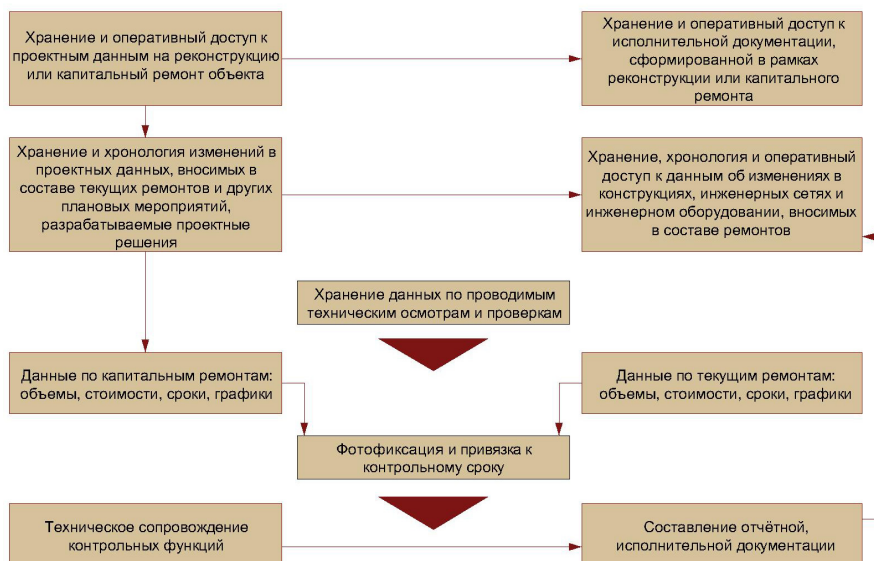 Хранение и оперативный доступ к
проектным данным на реконструкцию
или капитальный ремонт объекта
Хранение и оперативный доступ к
исполнительной документации,
сформированной в рамках
реконструкции или капитального
ремонта
Хранение и хронология изменений в
проектных данных, вносимых в
составе текущих ремонтов и других
плановых мероприятий,
разрабатываемые проектные
решения
Хранение, хронология и оперативный
доступ к данным об изменениях в
конструкциях, инженерных сетях и
инженерном оборудовании, вносимых
в составе ремонтов
Хранение данных по проводимым
техническим осмотрам и проверкам
Данные по капитальным ремонтам:
объемы, стоимости, сроки, графики
Данные по текущим ремонтам:
объемы, стоимости, сроки, графики
Фотофиксация и привязка к
контрольному сроку
Техническое сопровождение
контрольных функций
Составление отчётной,
исполнительной документации